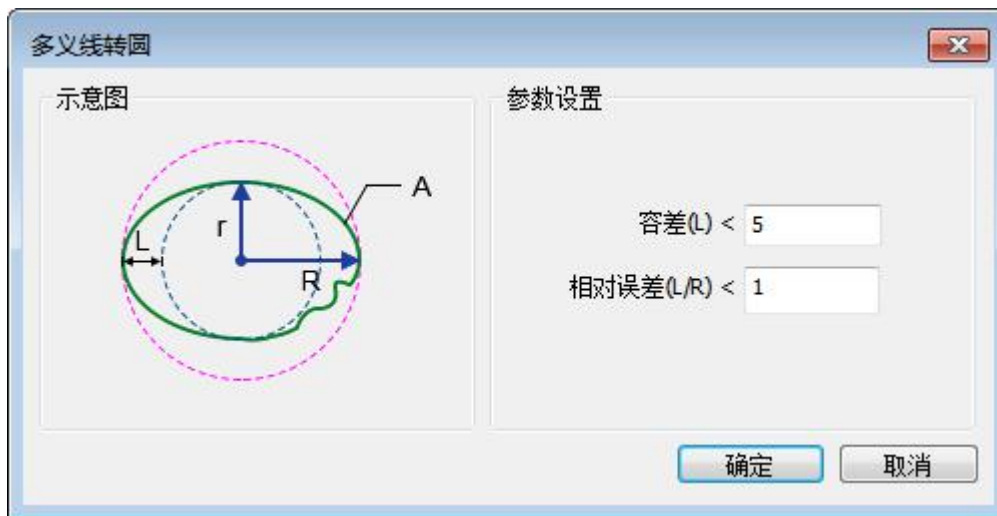 多义线转圆
示意图
A
r
L
R
参数设置
容差(L) < 5
相对误差(L/R) < 1
确定
取消